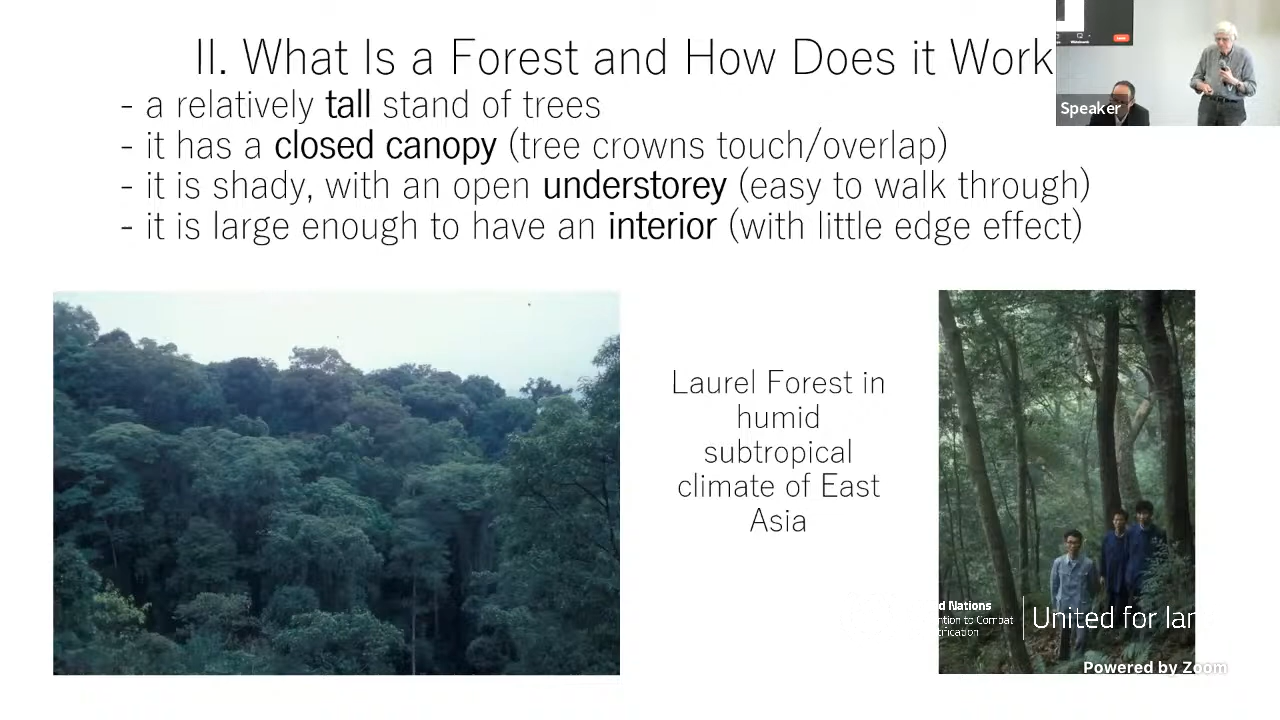 II. What Is a Forest and How Does it Work
- a relatively tall stand of trees
- it has a closed canopy (tree crowns touch/overlap)
- it is shady, with an open understorey (easy to walk through)
- it is large enough to have an interior (with little edge effect)
Speaker
Laurel Forest in
humid
subtropical
climate of East
Asia
d Nations
ntion to Combat
rtification
United for lan
Powered by Zoom